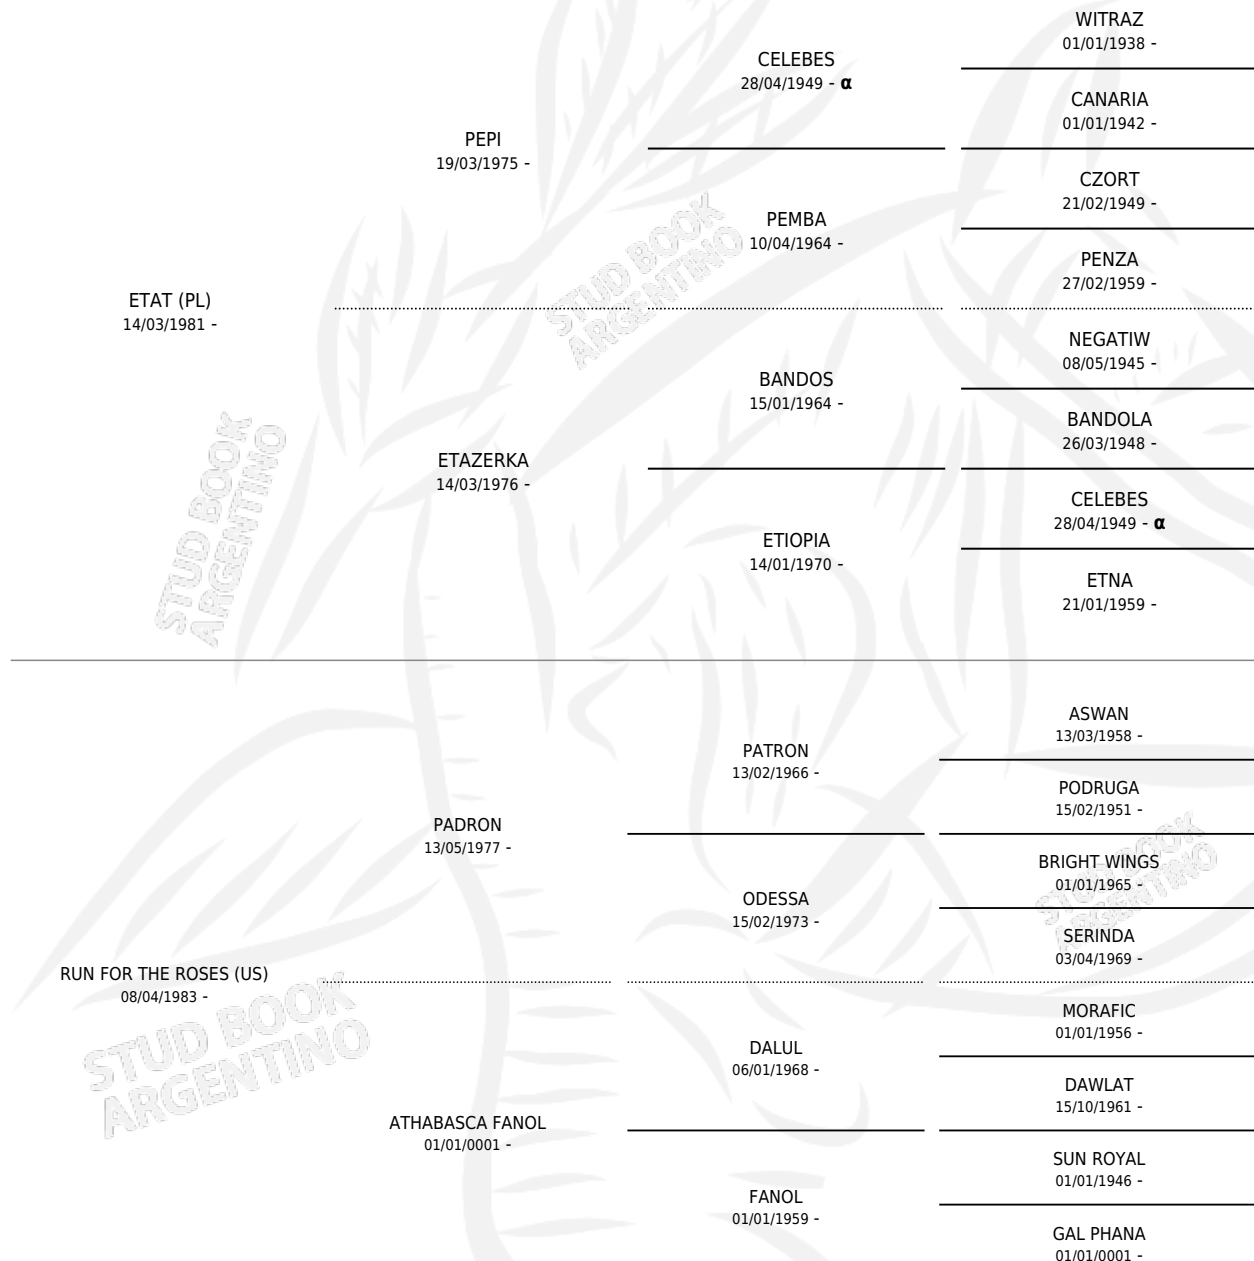 WITRAZ
01/01/1938 -
CELEBES
28/04/1949 - α
CANARIA
01/01/1942 -
PEPI
19/03/1975 -
CZORT
21/02/1949 -
PEMBA
10/04/1964 -
PENZA
27/02/1959 -
ETAT (PL)
14/03/1981 -
NEGATIW
08/05/1945 -
BANDOS
15/01/1964 -
BANDOLA
26/03/1948 -
ETAZERKA
14/03/1976 -
CELEBES
28/04/1949 - α
ETIOPIA
14/01/1970 -
ETNA
21/01/1959 -
STUD BOOK
ARGENTINO
STUD BOOK
ARGENTINO
ASWAN
13/03/1958 -
PATRON
13/02/1966 -
PODRUGA
15/02/1951 -
PADRON
13/05/1977 -
BRIGHT WINGS
01/01/1965 -
ODESSA
15/02/1973 -
SERINDA
03/04/1969 -
STUD BOOK
ARGENTINO
RUN FOR THE ROSES (US)
08/04/1983 -
MORAFIC
01/01/1956 -
DALUL
06/01/1968 -
DAWLAT
15/10/1961 -
STUD BOOK
ARGENTINO
ATHABASCA FANOL
01/01/0001 -
SUN ROYAL
01/01/1946 -
FANOL
01/01/1959 -
GAL PHANA
01/01/0001 -